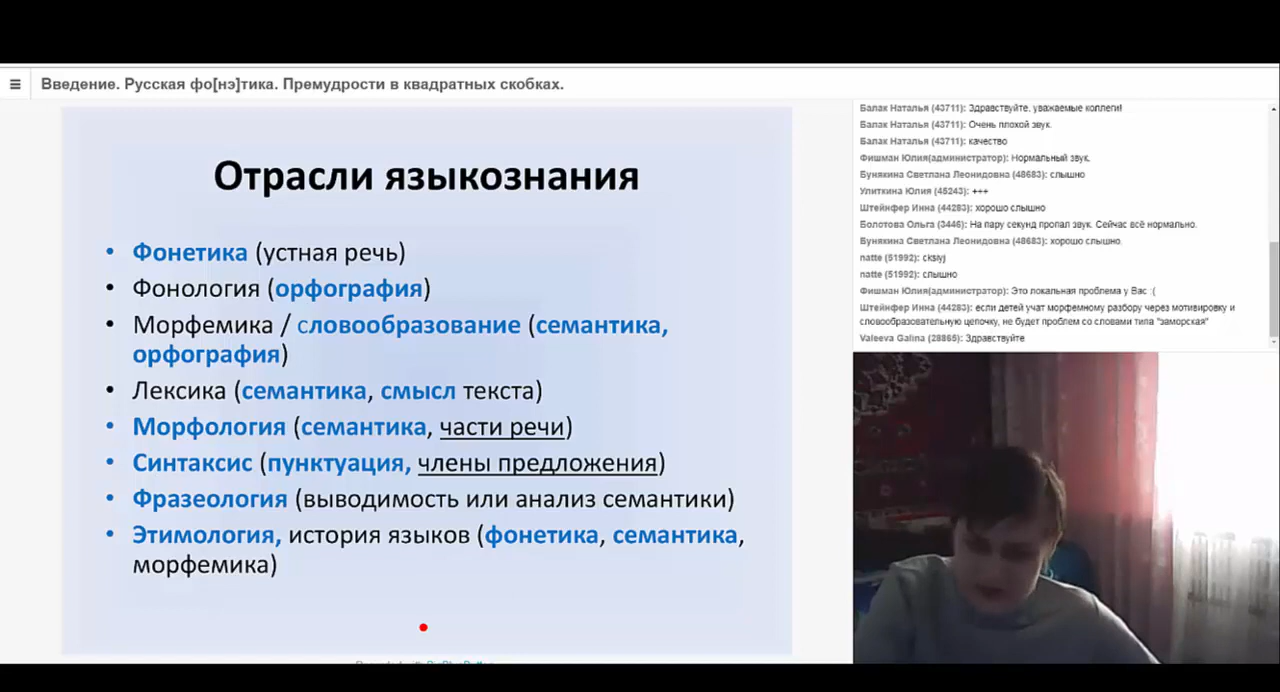 ☰ Введение. Русская фо[нэ]тика. Премудрости в квадратных скобках.
Отрасли языкознания
• Фонетика (устная речь)
• Фонология (орфография)
• Морфемика / словообразование (семантика,
орфография)
• Лексика (семантика, смысл текста)
• Морфология (семантика, части речи)
• Синтаксис (пунктуация, члены предложения)
• Фразеология (выводимость или анализ семантики)
• Этимология, история языков (фонетика, семантика,
морфемика)
Балак Наталья (43711): Здравствуйте, уважаемые коллеги!
Балак Наталья (43711): Очень плохой звук.
Балак Наталья (43711): качество
Фишман Юлия(администратор): Нормальный звук.
Бунякина Светлана Леонидовна (48683): слышно
Улиткина Юлия (45243): +++
Штейнфер Инна (44283): хорошо слышно
Болотова Ольга (3446): На пару секунд пропал звук. Сейчас всё нормально.
Бунякина Светлана Леонидовна (48683): хорошо слышно
natte (51992): cksiyj
natte (51992): слышно
Фишман Юлия(администратор): Это локальная проблема у Вас :(
Штейнфер Инна (44283): если детей учат морфемному разбору через мотивировку и
словообразовательную цепочку, не будет проблем со словами типа "заморская"
Valeeva Galina (28865): Здравствуйте